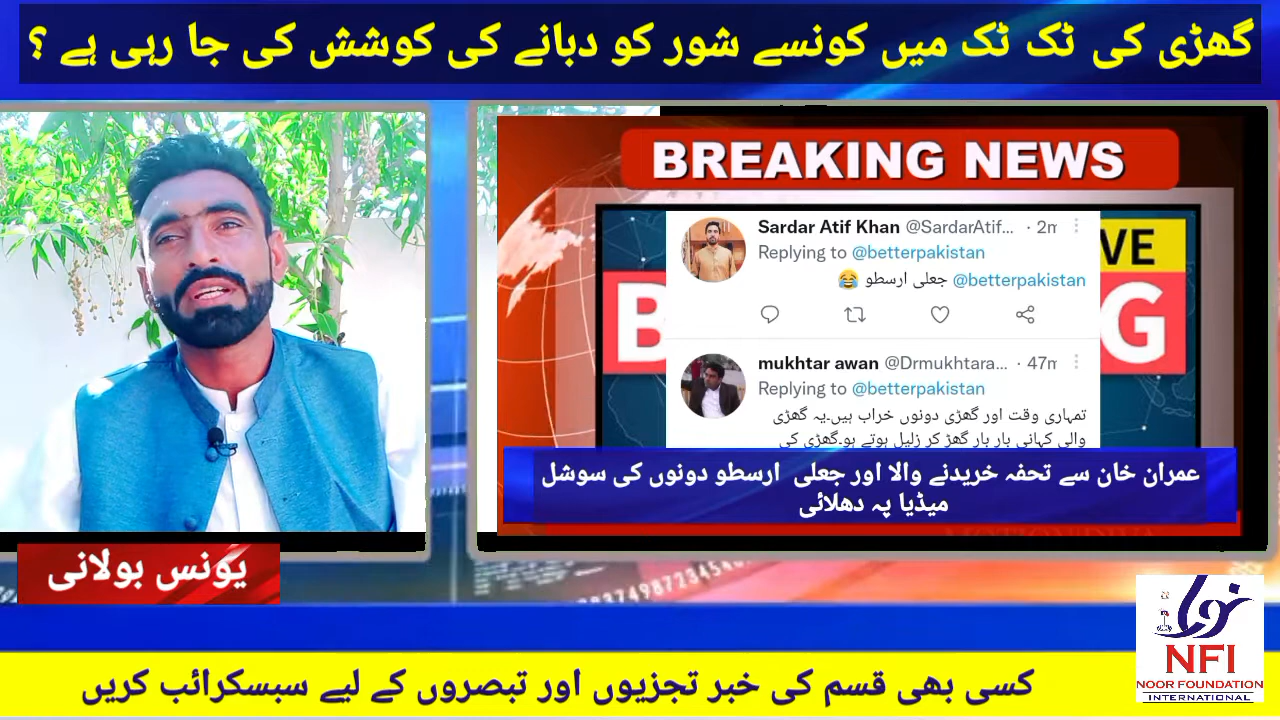 گھڑی کی ٹک ٹک میں کونسے شور کو دبانے کی کوشش کی جا رہی ہے ؟
BREAKING NEWS
VE
B
G
Sardar Atif Khan @SardarAtif... · 2m
Replying to @betterpakistan
@betterpakistan جعلی ارسطو 😂
mukhtar awan @Drmukhtara... · 47m
Replying to @betterpakistan
تمہاری وقت اور گھڑی دونوں خراب ہیں۔یہ گھڑی
والی کہانی بار بار گھڑ کر زلیل ہوتے ہو۔گھڑی کی
عمران خان سے تحفہ خریدنے والا اور جعلی ارسطو دونوں کی سوشل
میڈیا پہ دھلائی
یونس بولانی
کسی بھی قسم کی خبر تجزیوں اور تبصروں کے لیے سبسکرائب کریں
NFI
NOOR FOUNDATION
INTERNATIONAL